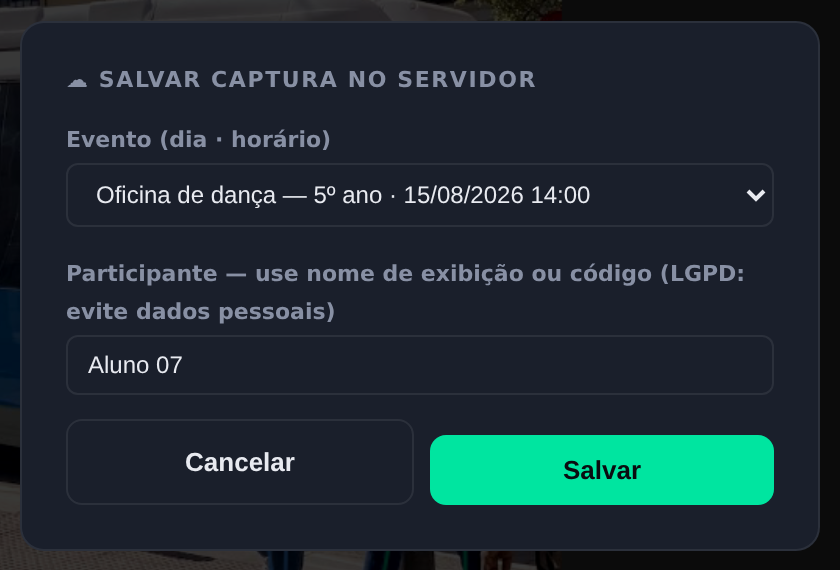 ☁ SALVAR CAPTURA NO SERVIDOR
Evento (dia · horário)
Oficina de dança — 5º ano · 15/08/2026 14:00
Participante — use nome de exibição ou código (LGPD:
evite dados pessoais)
Aluno 07
Cancelar
Salvar